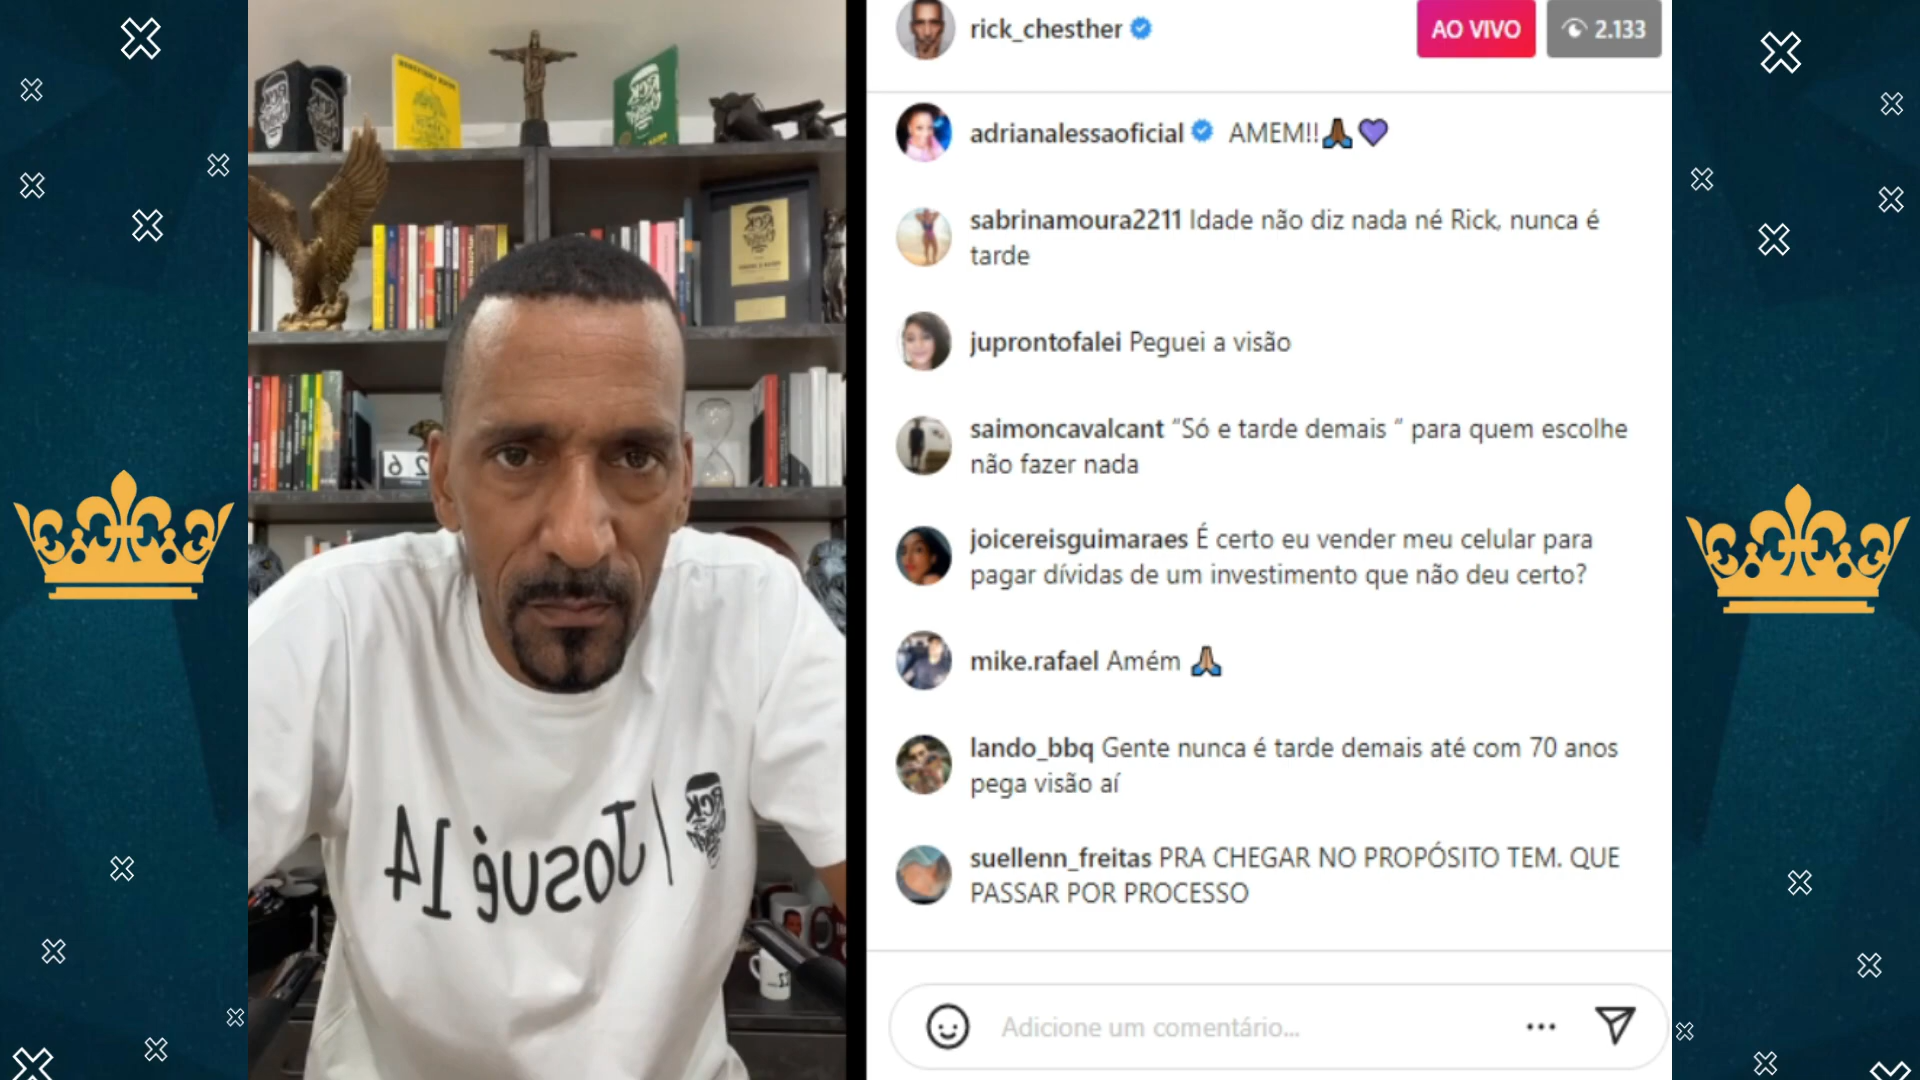 rick_chesther
AO VIVO
2.133
adrianalessaoficial AMEM!!🙏🏾💜
sabrinamoura2211 Idade não diz nada né Rick, nunca é
tarde
juprontofalei Peguei a visão
saimoncavalcant “Só e tarde demais “ para quem escolhe
não fazer nada
joicereisguimaraes É certo eu vender meu celular para
pagar dívidas de um investimento que não deu certo?
mike.rafael Amém 🙏🏽
lando_bbq Gente nunca é tarde demais até com 70 anos
pega visão aí
suellenn_freitas PRA CHEGAR NO PROPÓSITO TEM. QUE
PASSAR POR PROCESSO
Adicione um comentário...
Josué 14